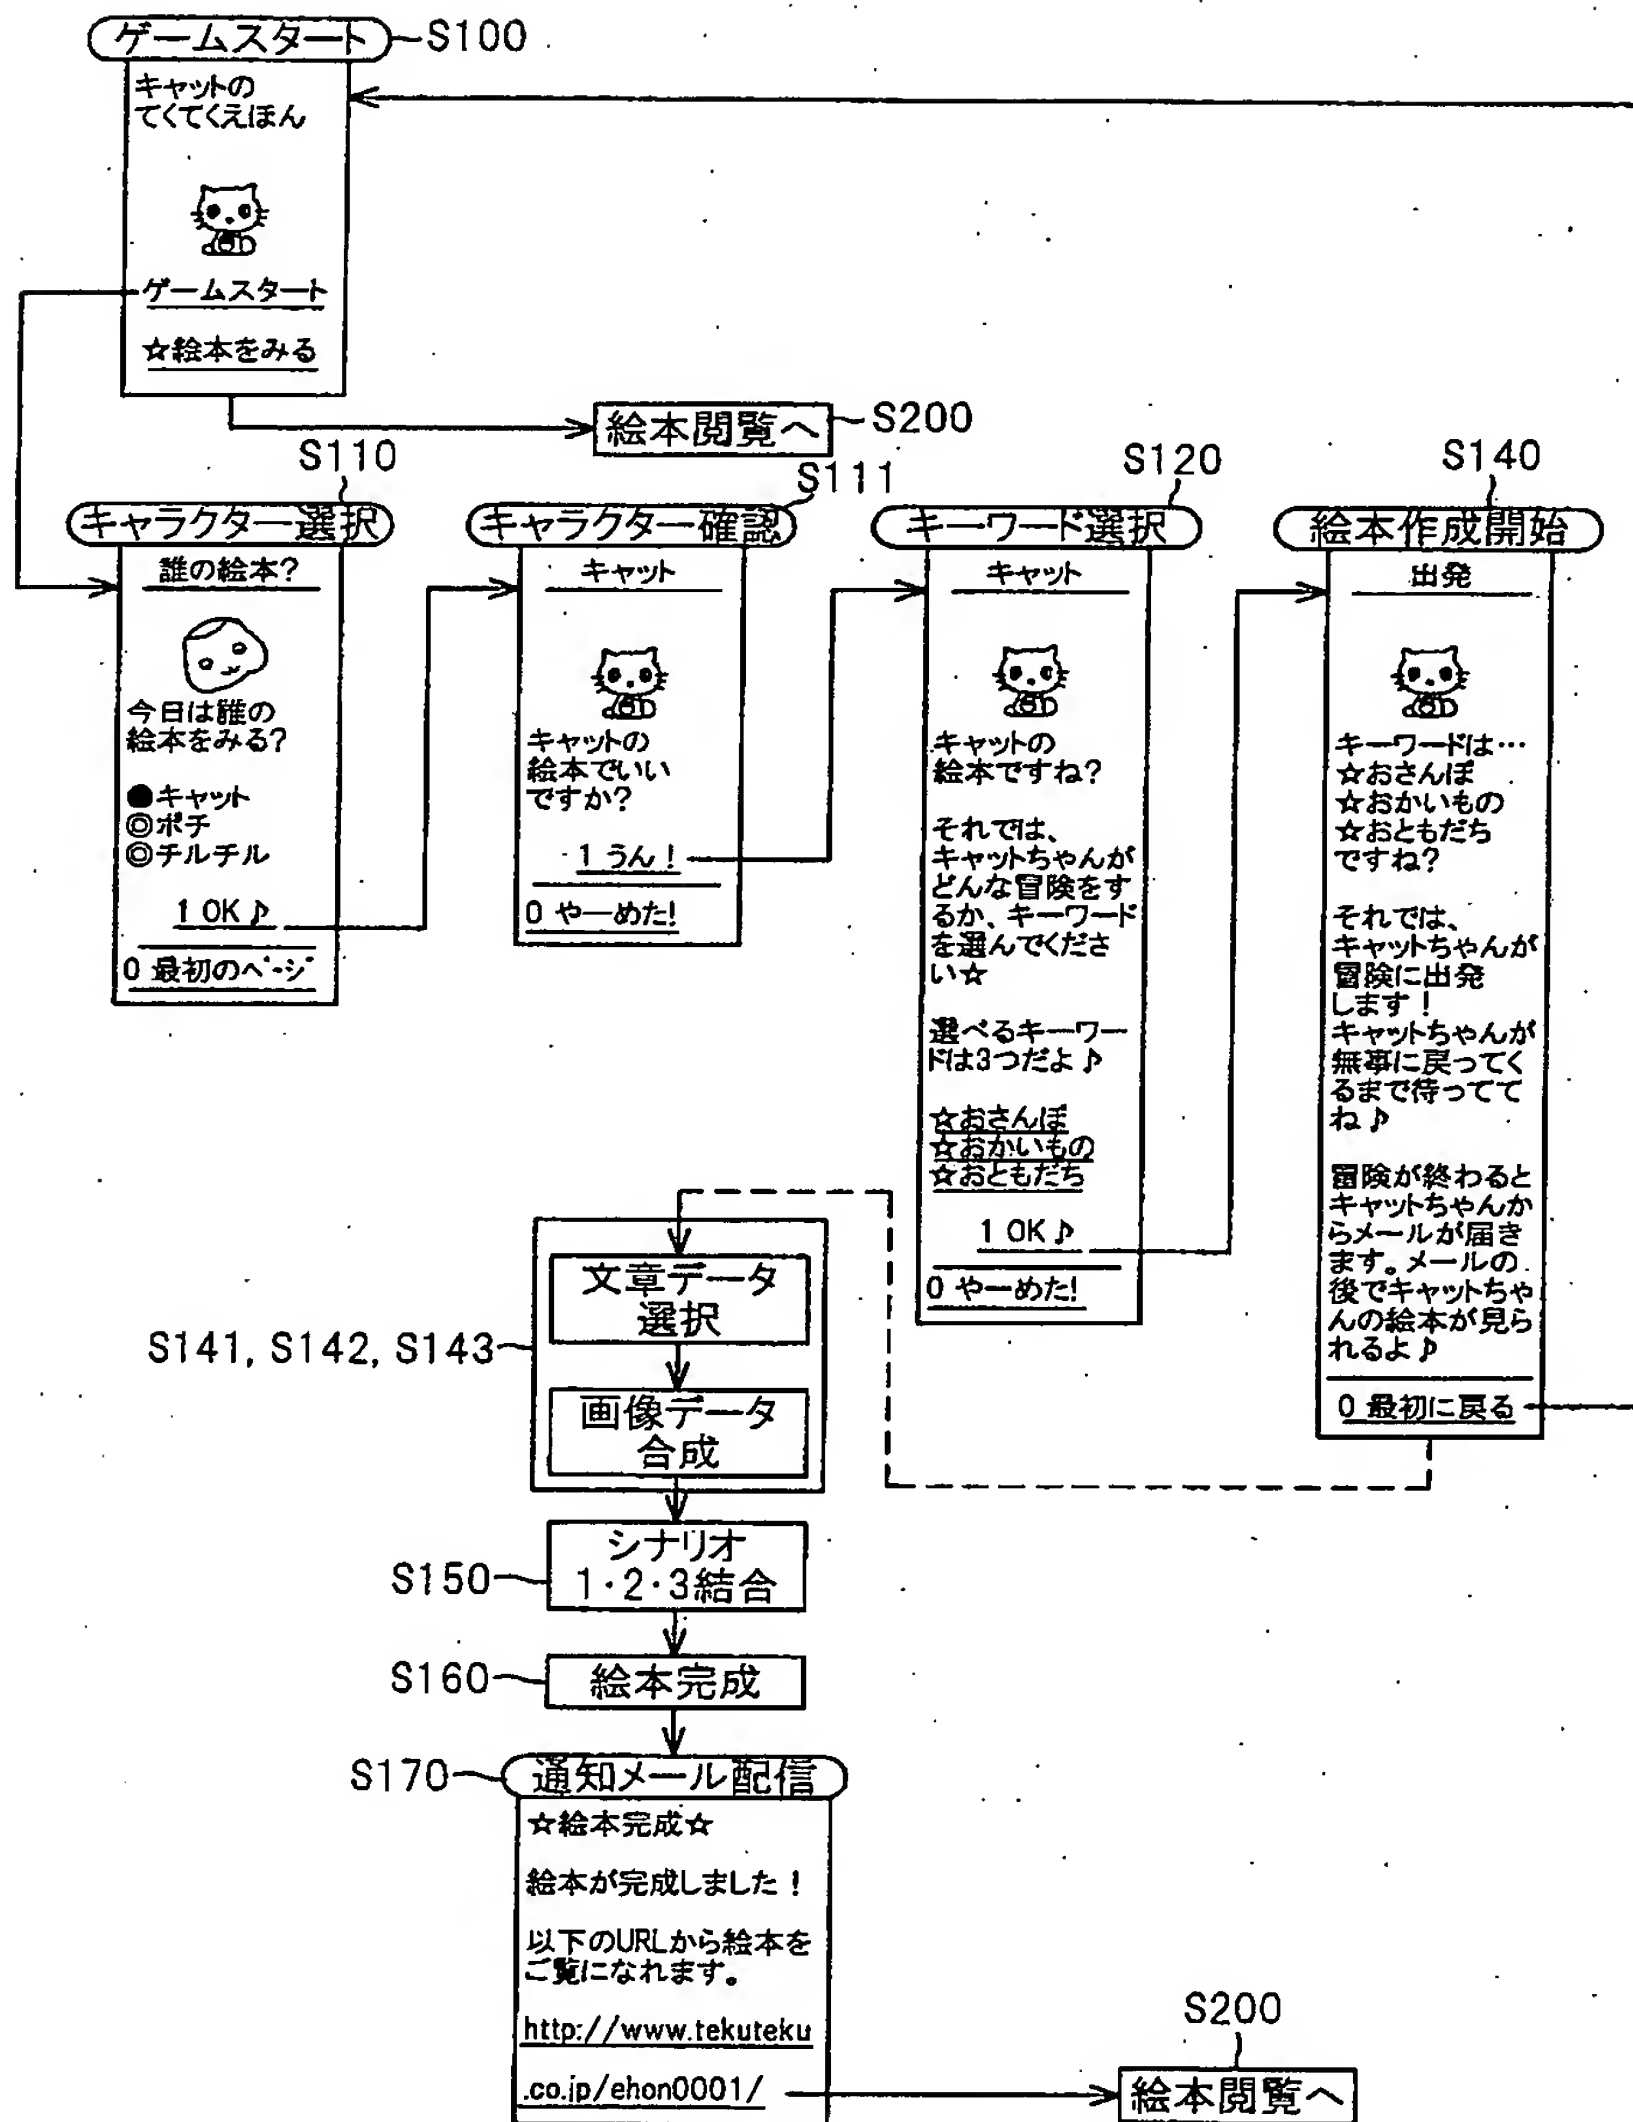 ゲームスタート
S100
キャットの
てくてくえほん
ゲームスタート
☆絵本をみる
絵本閲覧へ
S200
S110
キャラクター選択
誰の絵本?
今日は誰の
絵本をみる?
●キャット
◎ポチ
◎チルチル
1 OK♪
0 最初のページ
S111
キャラクター確認
キャット
キャットの
絵本でいい
ですか?
1 うん!
0 やーめた!
S120
キーワード選択
キャット
キャットの
絵本ですね?
それでは、
キャットちゃんが
どんな冒険をす
るか、キーワード
を選んでくださ
い☆
選べるキーワー
ドは3つだよ♪
☆おさんぽ
☆おかいもの
☆おともだち
1 OK♪
0 やーめた!
S140
絵本作成開始
出発
キーワードは…
☆おさんぽ
☆おかいもの
☆おともだち
ですね?
それでは、
キャットちゃんが
冒険に出発
します!
キャットちゃんが
無事に戻ってく
るまで待ってて
ね♪
冒険が終わると
キャットちゃんか
らメールが届き
ます。メールの
後でキャットちゃ
んの絵本が見ら
れるよ♪
0 最初に戻る
S141, S142, S143
文章データ
選択
画像データ
合成
S150
シナリオ
1・2・3結合
S160
絵本完成
S170
通知メール配信
☆絵本完成☆
絵本が完成しました!
以下のURLから絵本を
ご覧になれます。
http://www.tekuteku
.co.jp/ehon0001/
S200
絵本閲覧へ